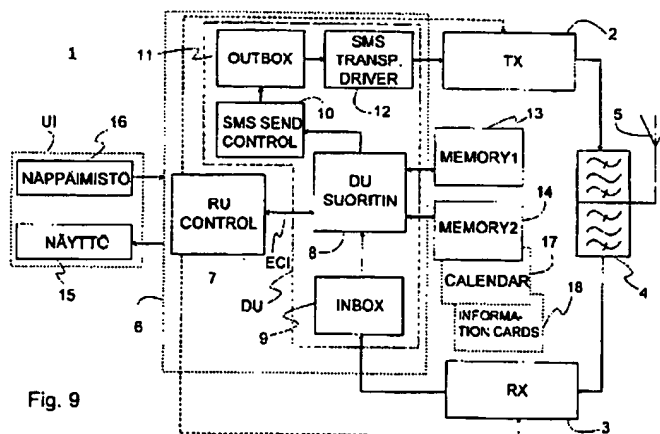 1
11
OUTBOX
SMS
TRANSP.
DRIVER
2
TX
UI
16
NÄPPÄIMISTÖ
NÄYTTÖ
15
10
12
SMS SEND
CONTROL
13
MEMORY1
5
RU
CONTROL
7
ECI
DU
SUORITIN
8
14
MEMORY2
4
6
DU
9
INBOX
CALENDAR
17
INFORMA-
TION CARDS
18
RX
3
Fig. 9